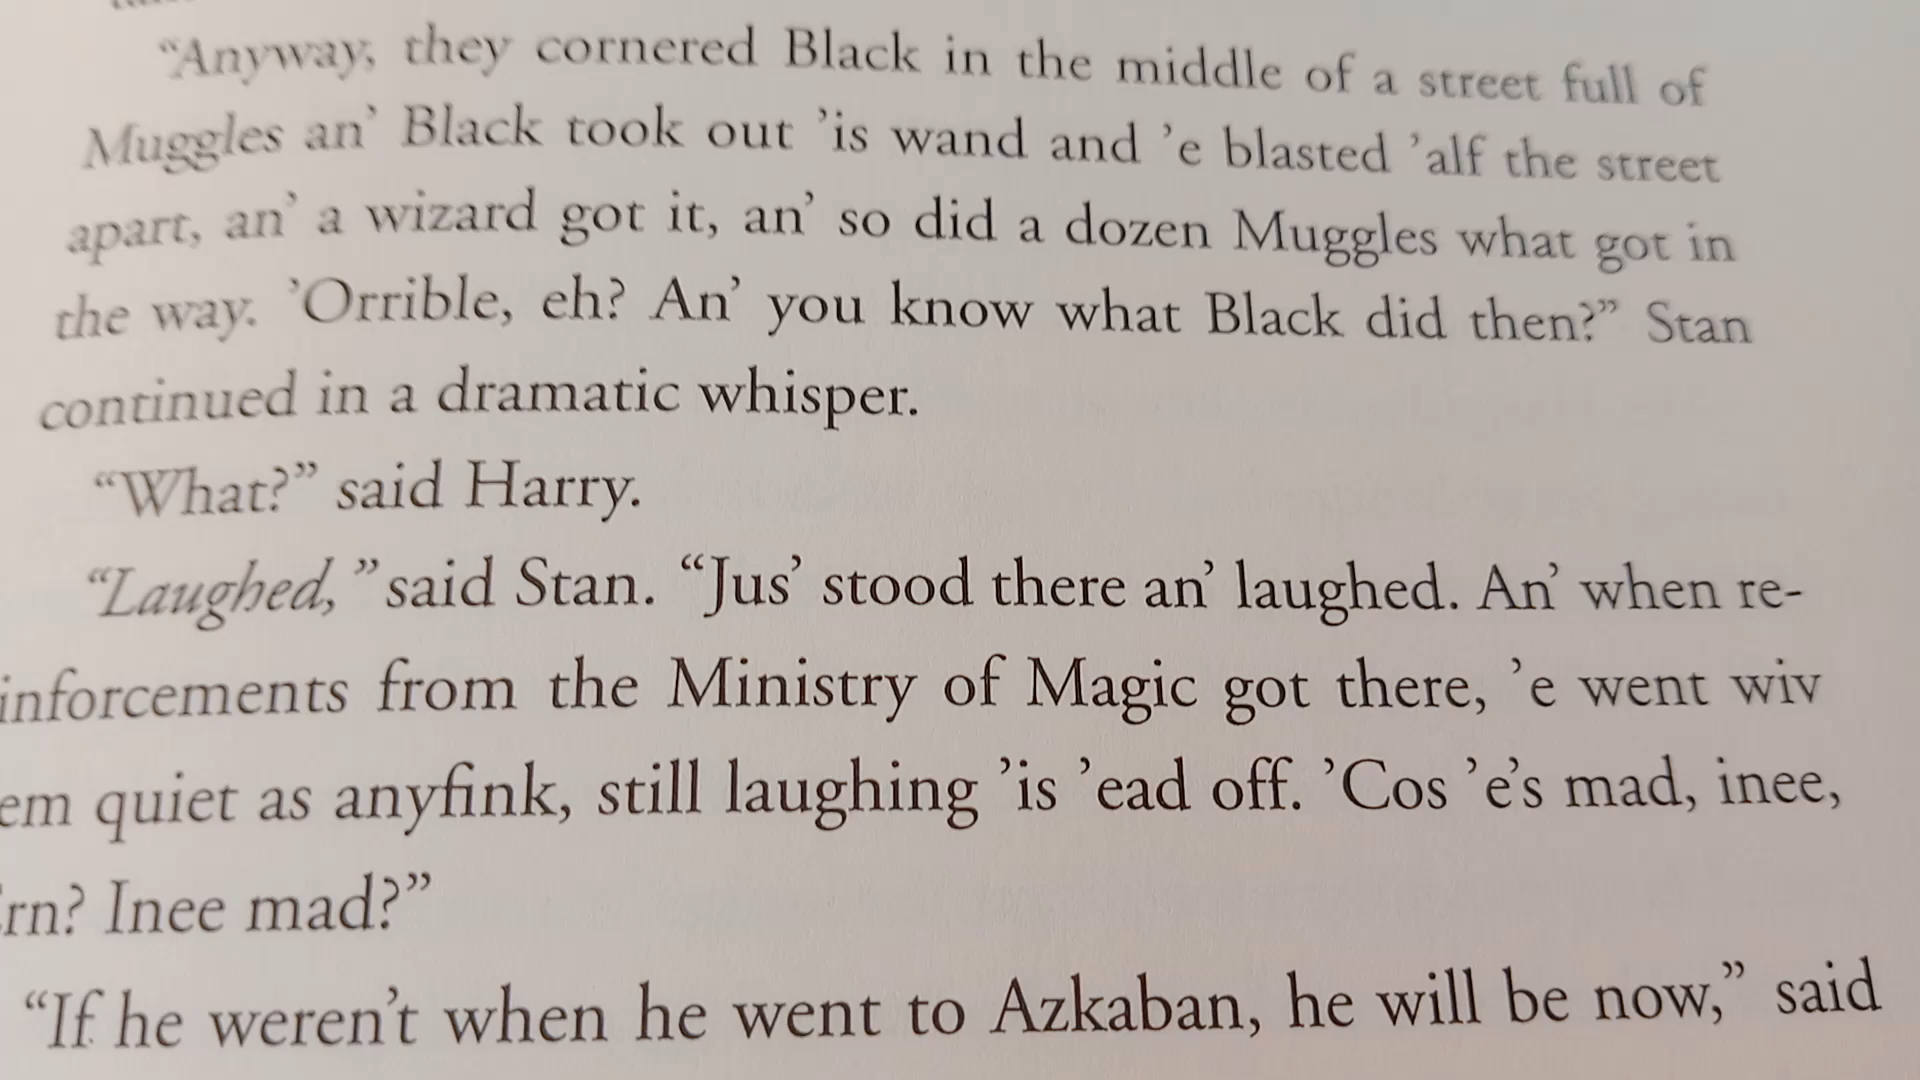 “Anyway, they cornered Black in the middle of a street full of
Muggles an’ Black took out ’is wand and ’e blasted ’alf the street
apart, an’ a wizard got it, an’ so did a dozen Muggles what got in
the way. ’Orrible, eh? An’ you know what Black did then?” Stan
continued in a dramatic whisper.
“What?” said Harry.
“Laughed,” said Stan. “Jus’ stood there an’ laughed. An’ when re-
inforcements from the Ministry of Magic got there, ’e went wiv
em quiet as anyfink, still laughing ’is ’ead off. ’Cos ’e’s mad, inee,
rn? Inee mad?”
“If he weren’t when he went to Azkaban, he will be now,” said